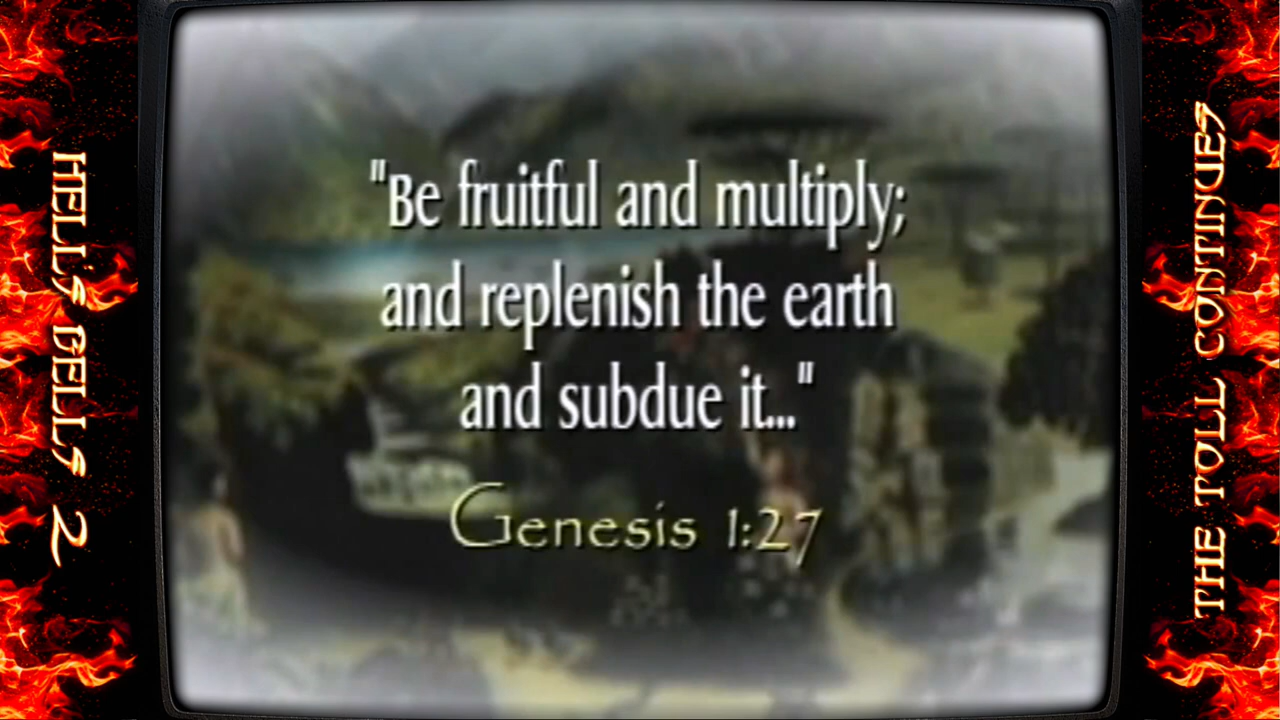 HELL'S BELLS 2
"Be fruitful and multiply;
and replenish the earth
and subdue it..."
Genesis 1:27
THE TOLL CONTINUES